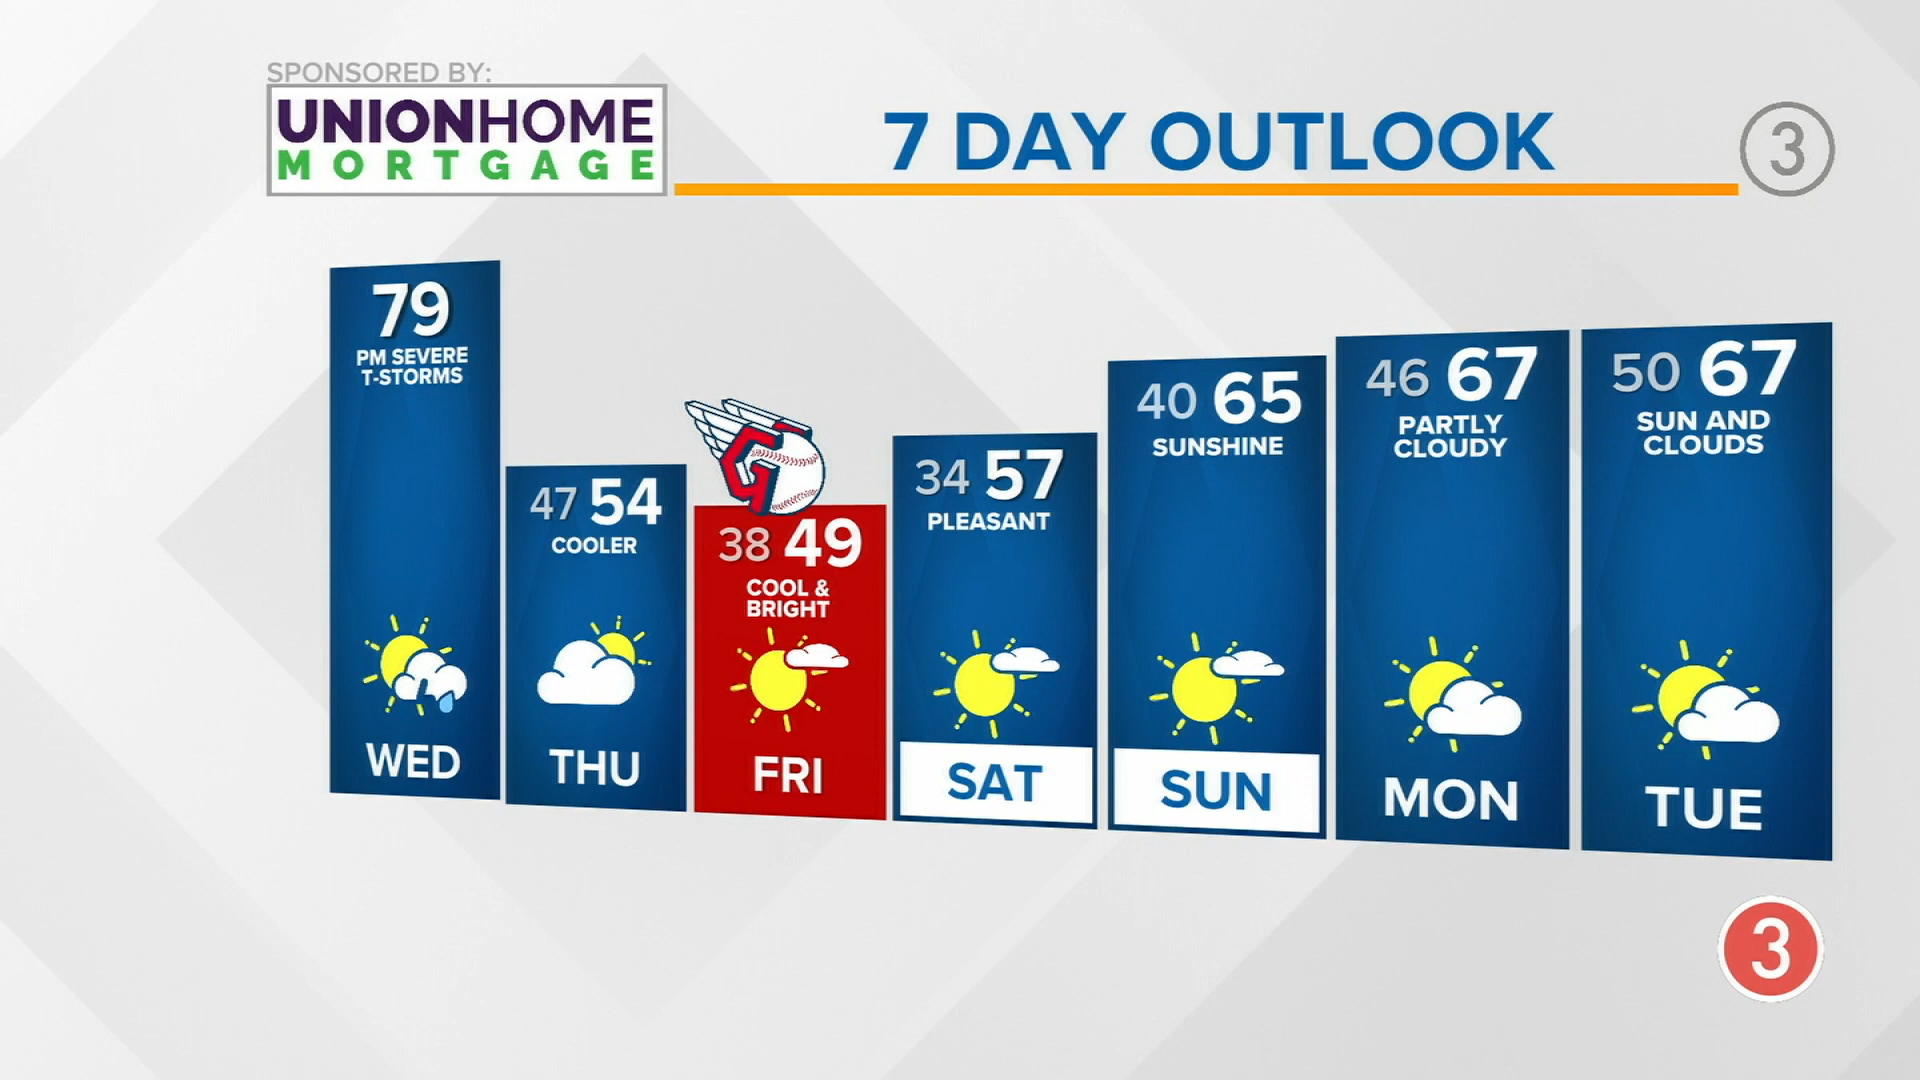 SPONSORED BY:
UNIONHOME
MORTGAGE
7 DAY OUTLOOK
3
79
PM SEVERE
T-STORMS
WED
47 54
COOLER
THU
38 49
COOL &
BRIGHT
FRI
34 57
PLEASANT
SAT
40 65
SUNSHINE
SUN
46 67
PARTLY
CLOUDY
MON
50 67
SUN AND
CLOUDS
TUE
3